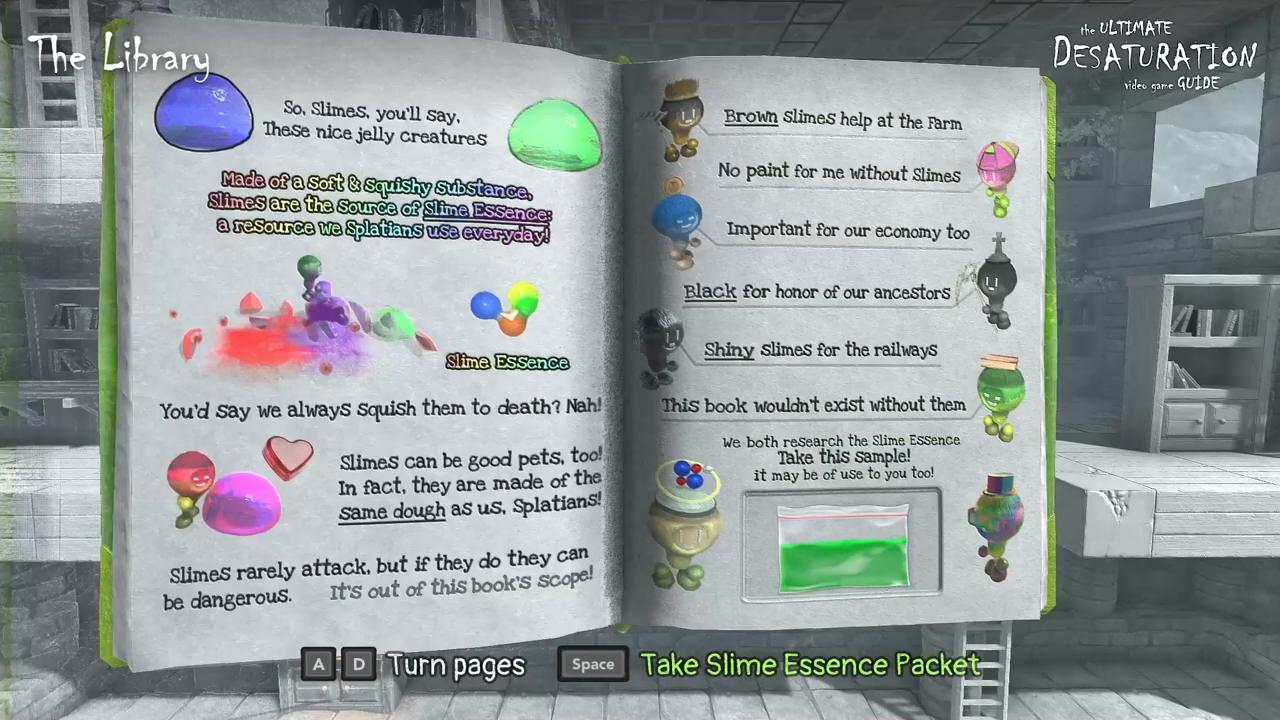 The Library
the ULTIMATE
DESATURATION
video game GUIDE
So, Slimes, you'll say,
These nice jelly creatures
Made of a soft & squishy substance,
Slimes are the source of Slime Essence:
a resource we Splatians use everyday!
Slime Essence
You'd say we always squish them to death? Nah!
Slimes can be good pets, too!
In fact, they are made of the
same dough as us, Splatians!
Slimes rarely attack, but if they do they can
be dangerous. It's out of this book's scope!
Brown slimes help at the Farm
No paint for me without Slimes
Important for our economy too
Black for honor of our ancestors
Shiny slimes for the railways
This book wouldn't exist without them
We both research the Slime Essence
Take this sample!
it may be of use to you too!
A D Turn pages Space Take Slime Essence Packet